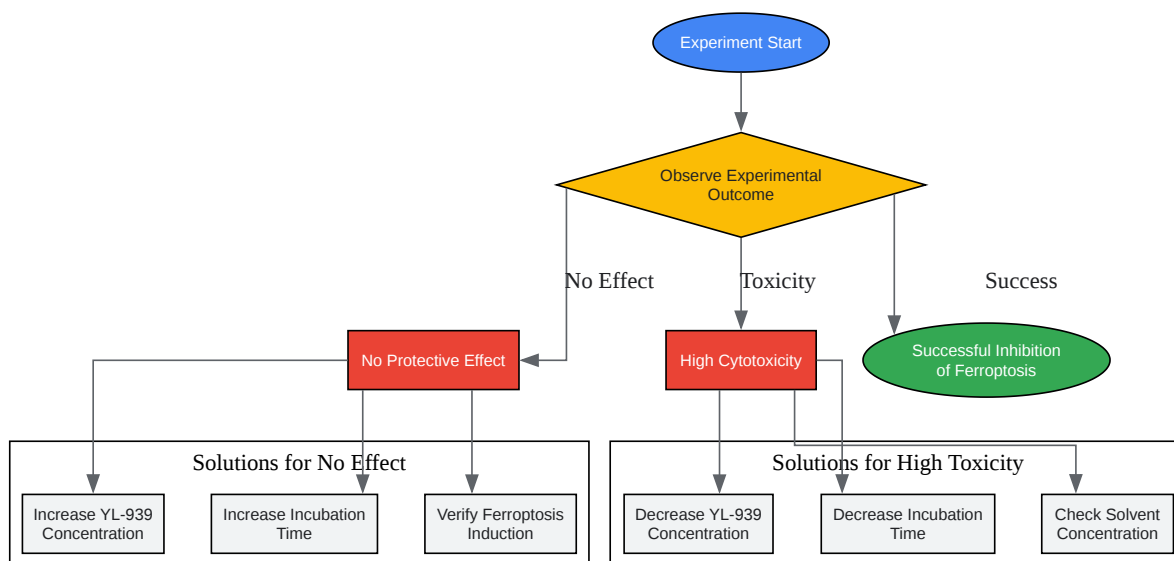 Experiment Start
Observe Experimental
Outcome
No Effect
Toxicity
Success
No Protective Effect
High Cytotoxicity
Successful Inhibition
of Ferroptosis
Solutions for No Effect
Increase YL-939
Concentration
Increase Incubation
Time
Verify Ferroptosis
Induction
Solutions for High Toxicity
Decrease YL-939
Concentration
Decrease Incubation
Time
Check Solvent
Concentration